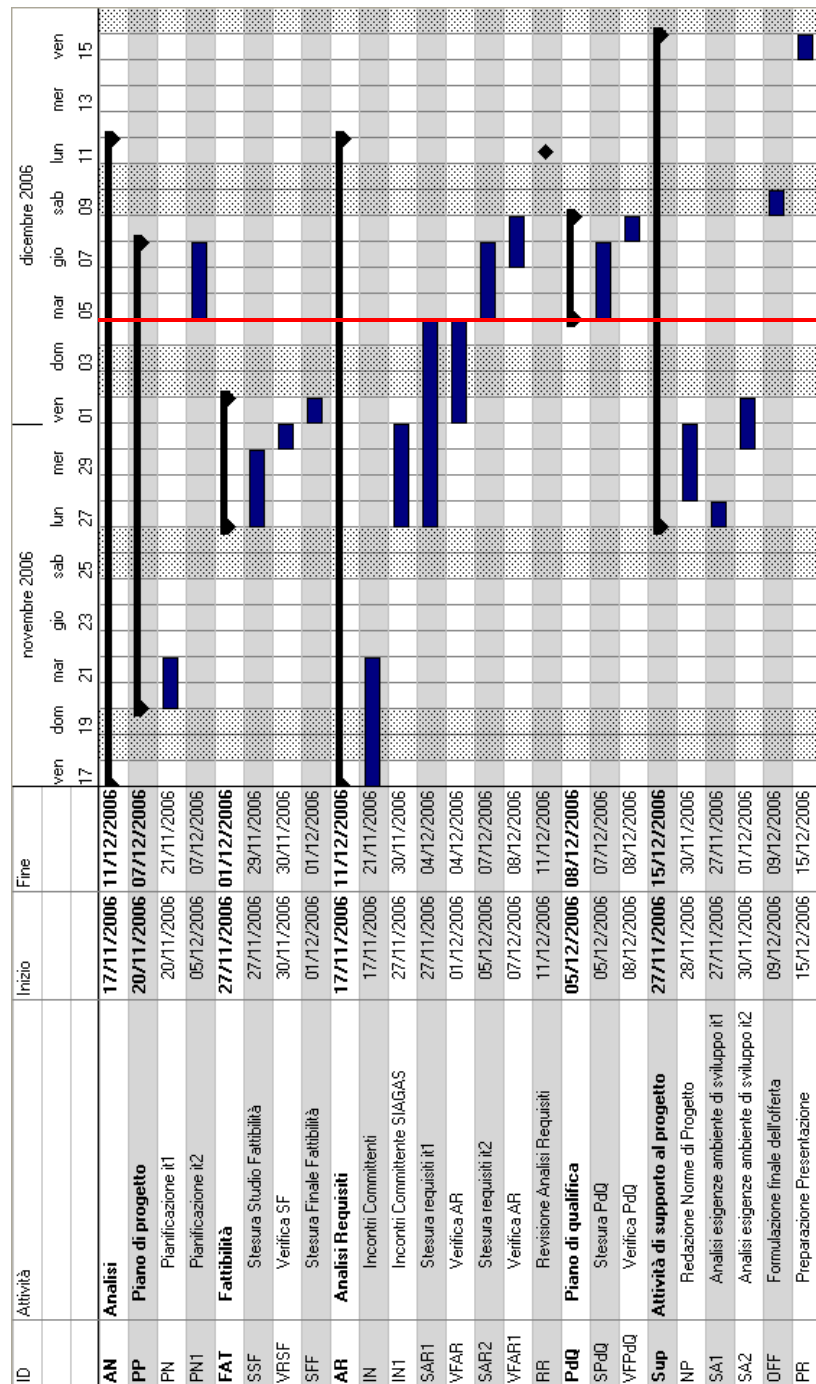 ID Attività Inizio Fine novembre 2006 dicembre 2006
ven dom mar gio sab lun mer ven dom mar gio sab lun mer ven
17 19 21 23 25 27 29 01 03 05 07 09 11 13 15
AN Analisi 17/11/2006 11/12/2006
PP Piano di progetto 20/11/2006 07/12/2006
PN Pianificazione it1 20/11/2006 21/11/2006
PN1 Pianificazione it2 05/12/2006 07/12/2006
FAT Fattibilità 27/11/2006 01/12/2006
SSF Stesura Studio Fattibilità 27/11/2006 29/11/2006
VRSF Verifica SF 30/11/2006 30/11/2006
SFF Stesura Finale Fattibilità 01/12/2006 01/12/2006
AR Analisi Requisiti 17/11/2006 11/12/2006
IN Incontri Committenti 17/11/2006 21/11/2006
IN1 Incontri Committente SIAGAS 27/11/2006 30/11/2006
SAR1 Stesura requisiti it1 27/11/2006 04/12/2006
VFAR Verifica AR 01/12/2006 04/12/2006
SAR2 Stesura requisiti it2 05/12/2006 07/12/2006
VFAR1 Verifica AR 07/12/2006 08/12/2006
RR Revisione Analisi Requisiti 11/12/2006 11/12/2006
PdQ Piano di qualifica 05/12/2006 08/12/2006
SPdQ Stesura PdQ 05/12/2006 07/12/2006
VFPdQ Verifica PdQ 08/12/2006 08/12/2006
Sup Attività di supporto al progetto 27/11/2006 15/12/2006
NP Redazione Norme di Progetto 28/11/2006 30/11/2006
SA1 Analisi esigenze ambiente di sviluppo it1 27/11/2006 27/11/2006
SA2 Analisi esigenze ambiente di sviluppo it2 30/11/2006 01/12/2006
OFF Formulazione finale dell'offerta 09/12/2006 09/12/2006
PR Preparazione Presentazione 15/12/2006 15/12/2006